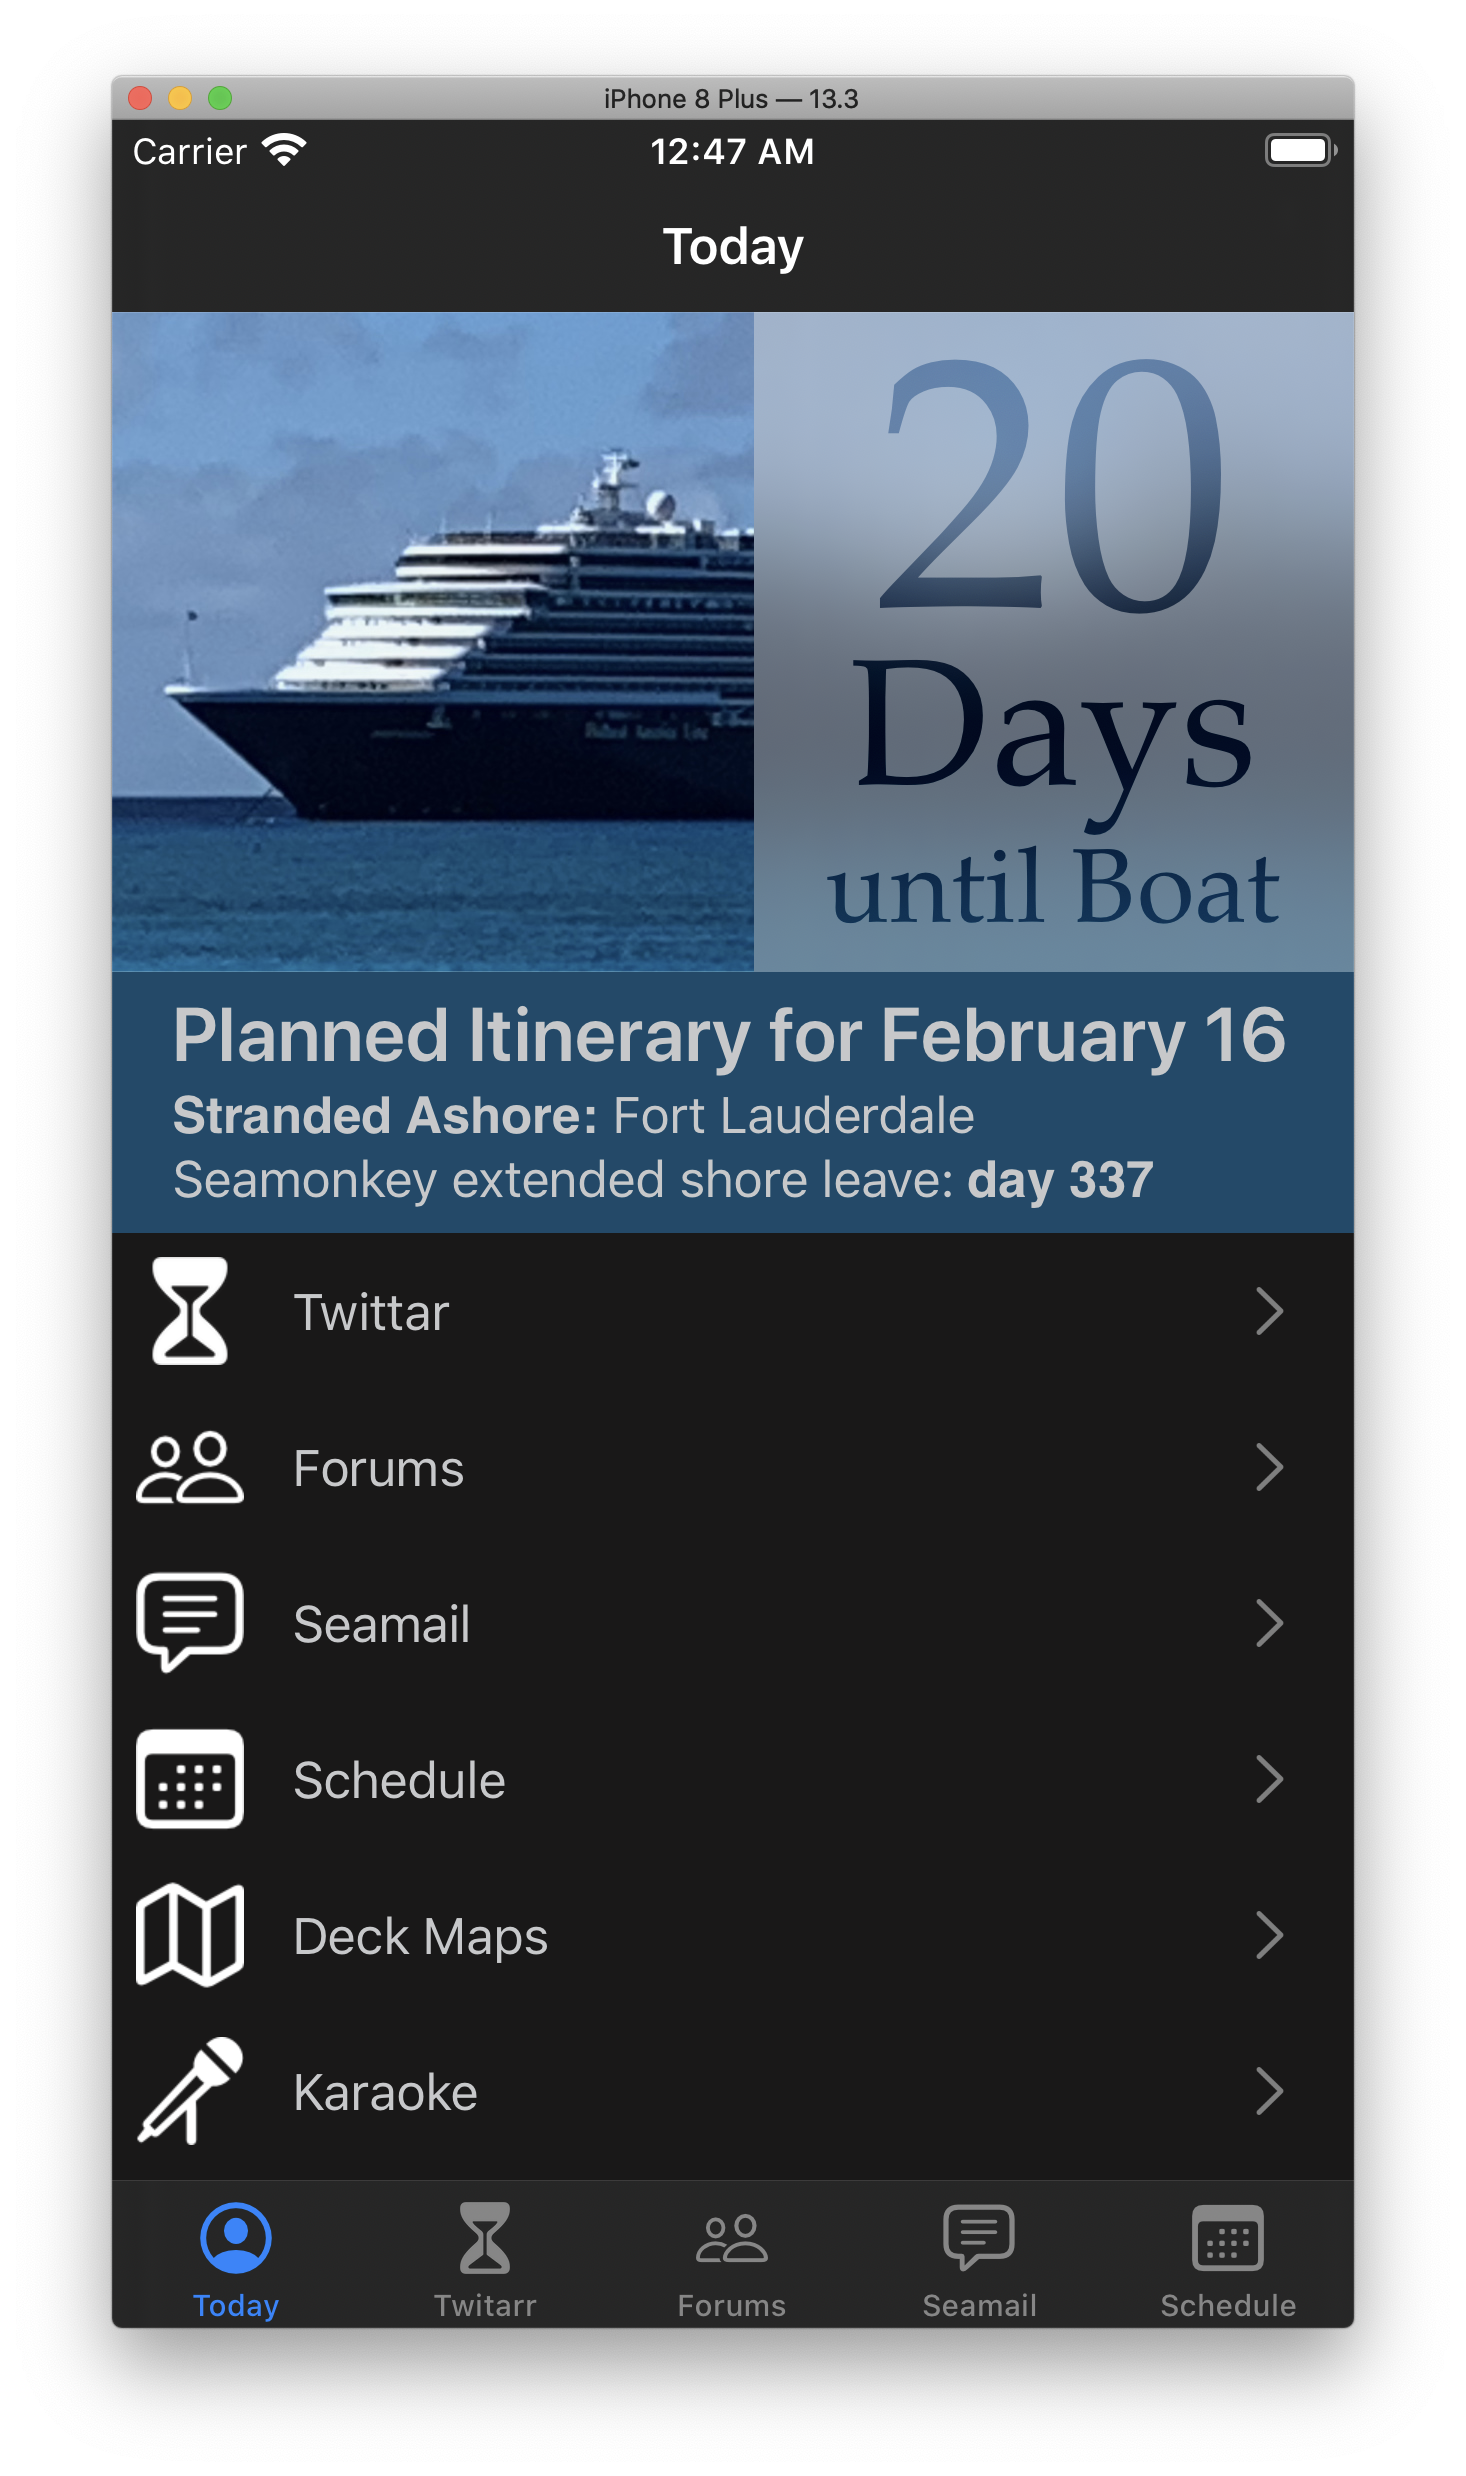 iPhone 8 Plus — 13.3
Carrier 12:47 AM
Today
20
Days
until Boat
Planned Itinerary for February 16
Stranded Ashore: Fort Lauderdale
Seamonkey extended shore leave: day 337
Twittar
Forums
Seamail
Schedule
Deck Maps
Karaoke
Today Twitarr Forums Seamail Schedule